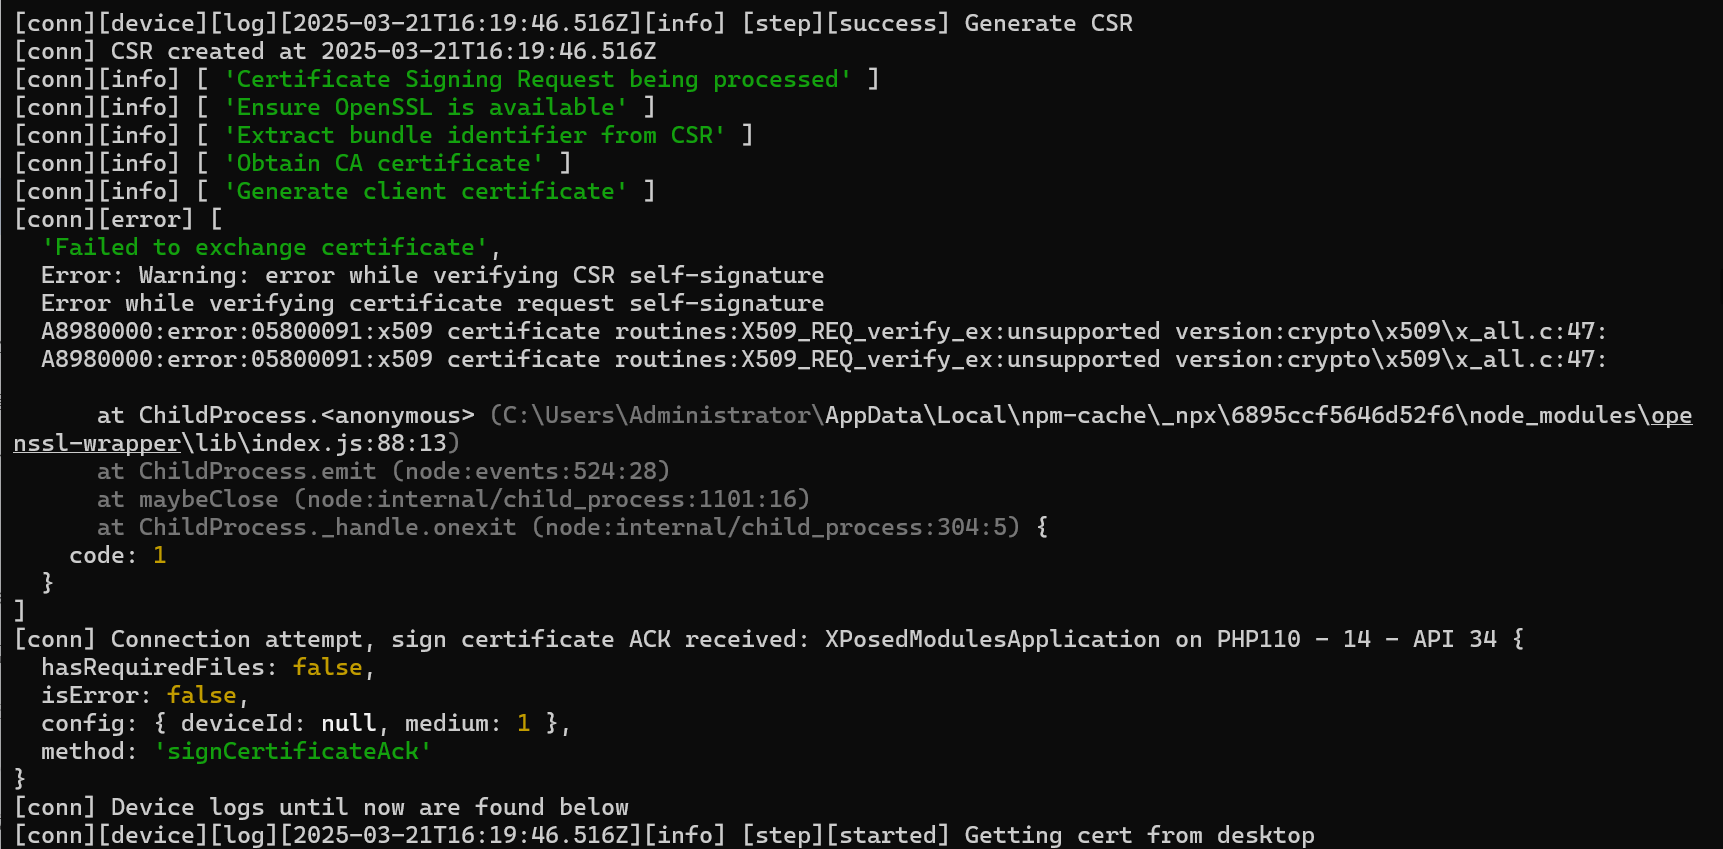 [conn][device][log][2025-03-21T16:19:46.516Z][info] [step][success] Generate CSR
[conn] CSR created at 2025-03-21T16:19:46.516Z
[conn][info] [ 'Certificate Signing Request being processed' ]
[conn][info] [ 'Ensure OpenSSL is available' ]
[conn][info] [ 'Extract bundle identifier from CSR' ]
[conn][info] [ 'Obtain CA certificate' ]
[conn][info] [ 'Generate client certificate' ]
[conn][error] [
  'Failed to exchange certificate',
  Error: Warning: error while verifying CSR self-signature
  Error while verifying certificate request self-signature
  A8980000:error:05800091:x509 certificate routines:X509_REQ_verify_ex:unsupported version:crypto\x509\x_all.c:47:
  A8980000:error:05800091:x509 certificate routines:X509_REQ_verify_ex:unsupported version:crypto\x509\x_all.c:47:
      at ChildProcess.<anonymous> (C:\Users\Administrator\AppData\Local\npm-cache\_npx\6895ccf5646d52f6\node_modules\ope
nssl-wrapper\lib\index.js:88:13)
      at ChildProcess.emit (node:events:524:28)
      at maybeClose (node:internal/child_process:1101:16)
      at ChildProcess._handle.onexit (node:internal/child_process:304:5) {
    code: 1
  }
]
[conn] Connection attempt, sign certificate ACK received: XPosedModulesApplication on PHP110 - 14 - API 34 {
  hasRequiredFiles: false,
  isError: false,
  config: { deviceId: null, medium: 1 },
  method: 'signCertificateAck'
}
[conn] Device logs until now are found below
[conn][device][log][2025-03-21T16:19:46.516Z][info] [step][started] Getting cert from desktop